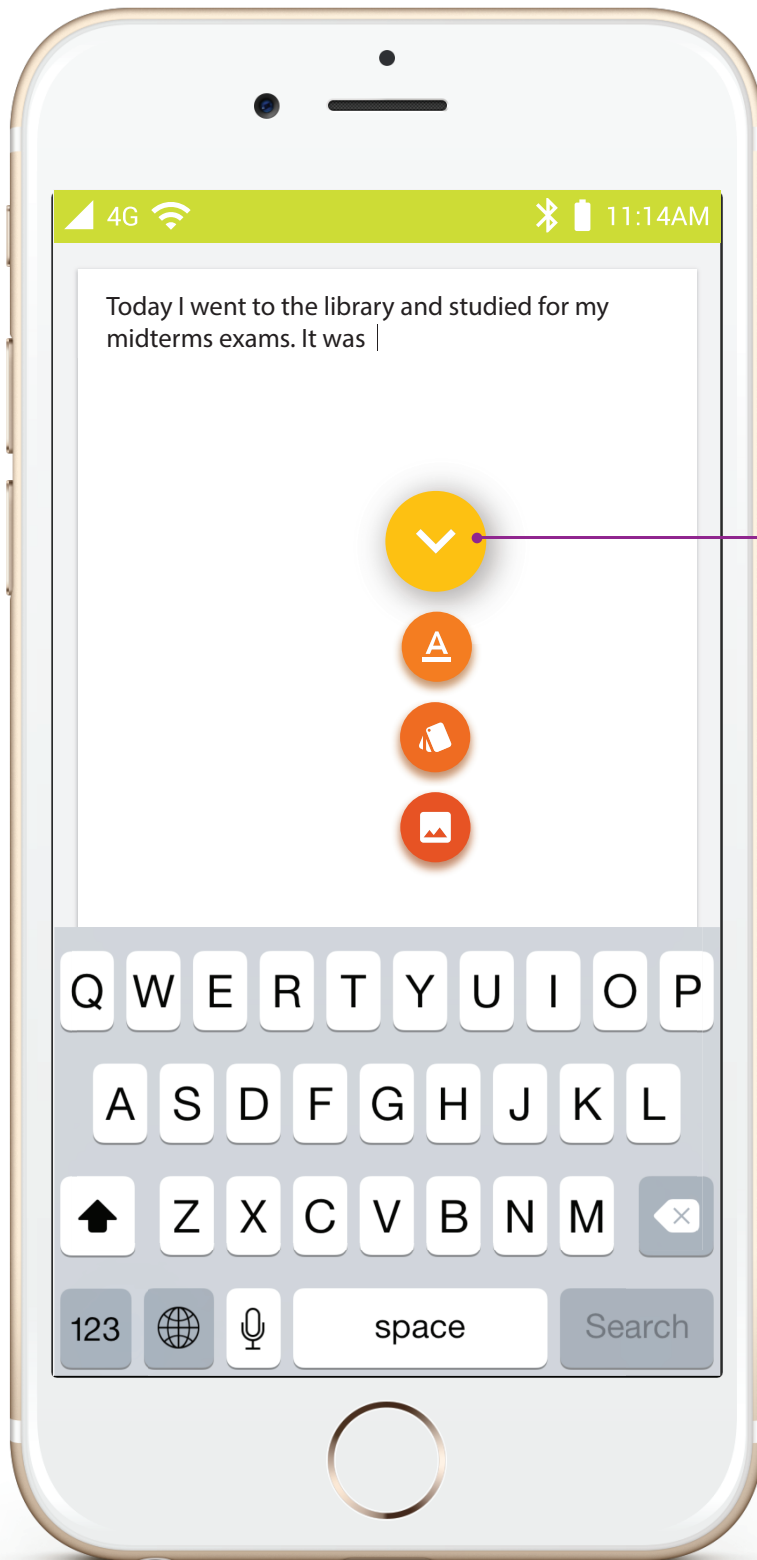 4G 11:14AM
Today I went to the library and studied for my
midterms exams. It was
A
Q W E R T Y U I O P
A S D F G H J K L
Z X C V B N M
123 space Search